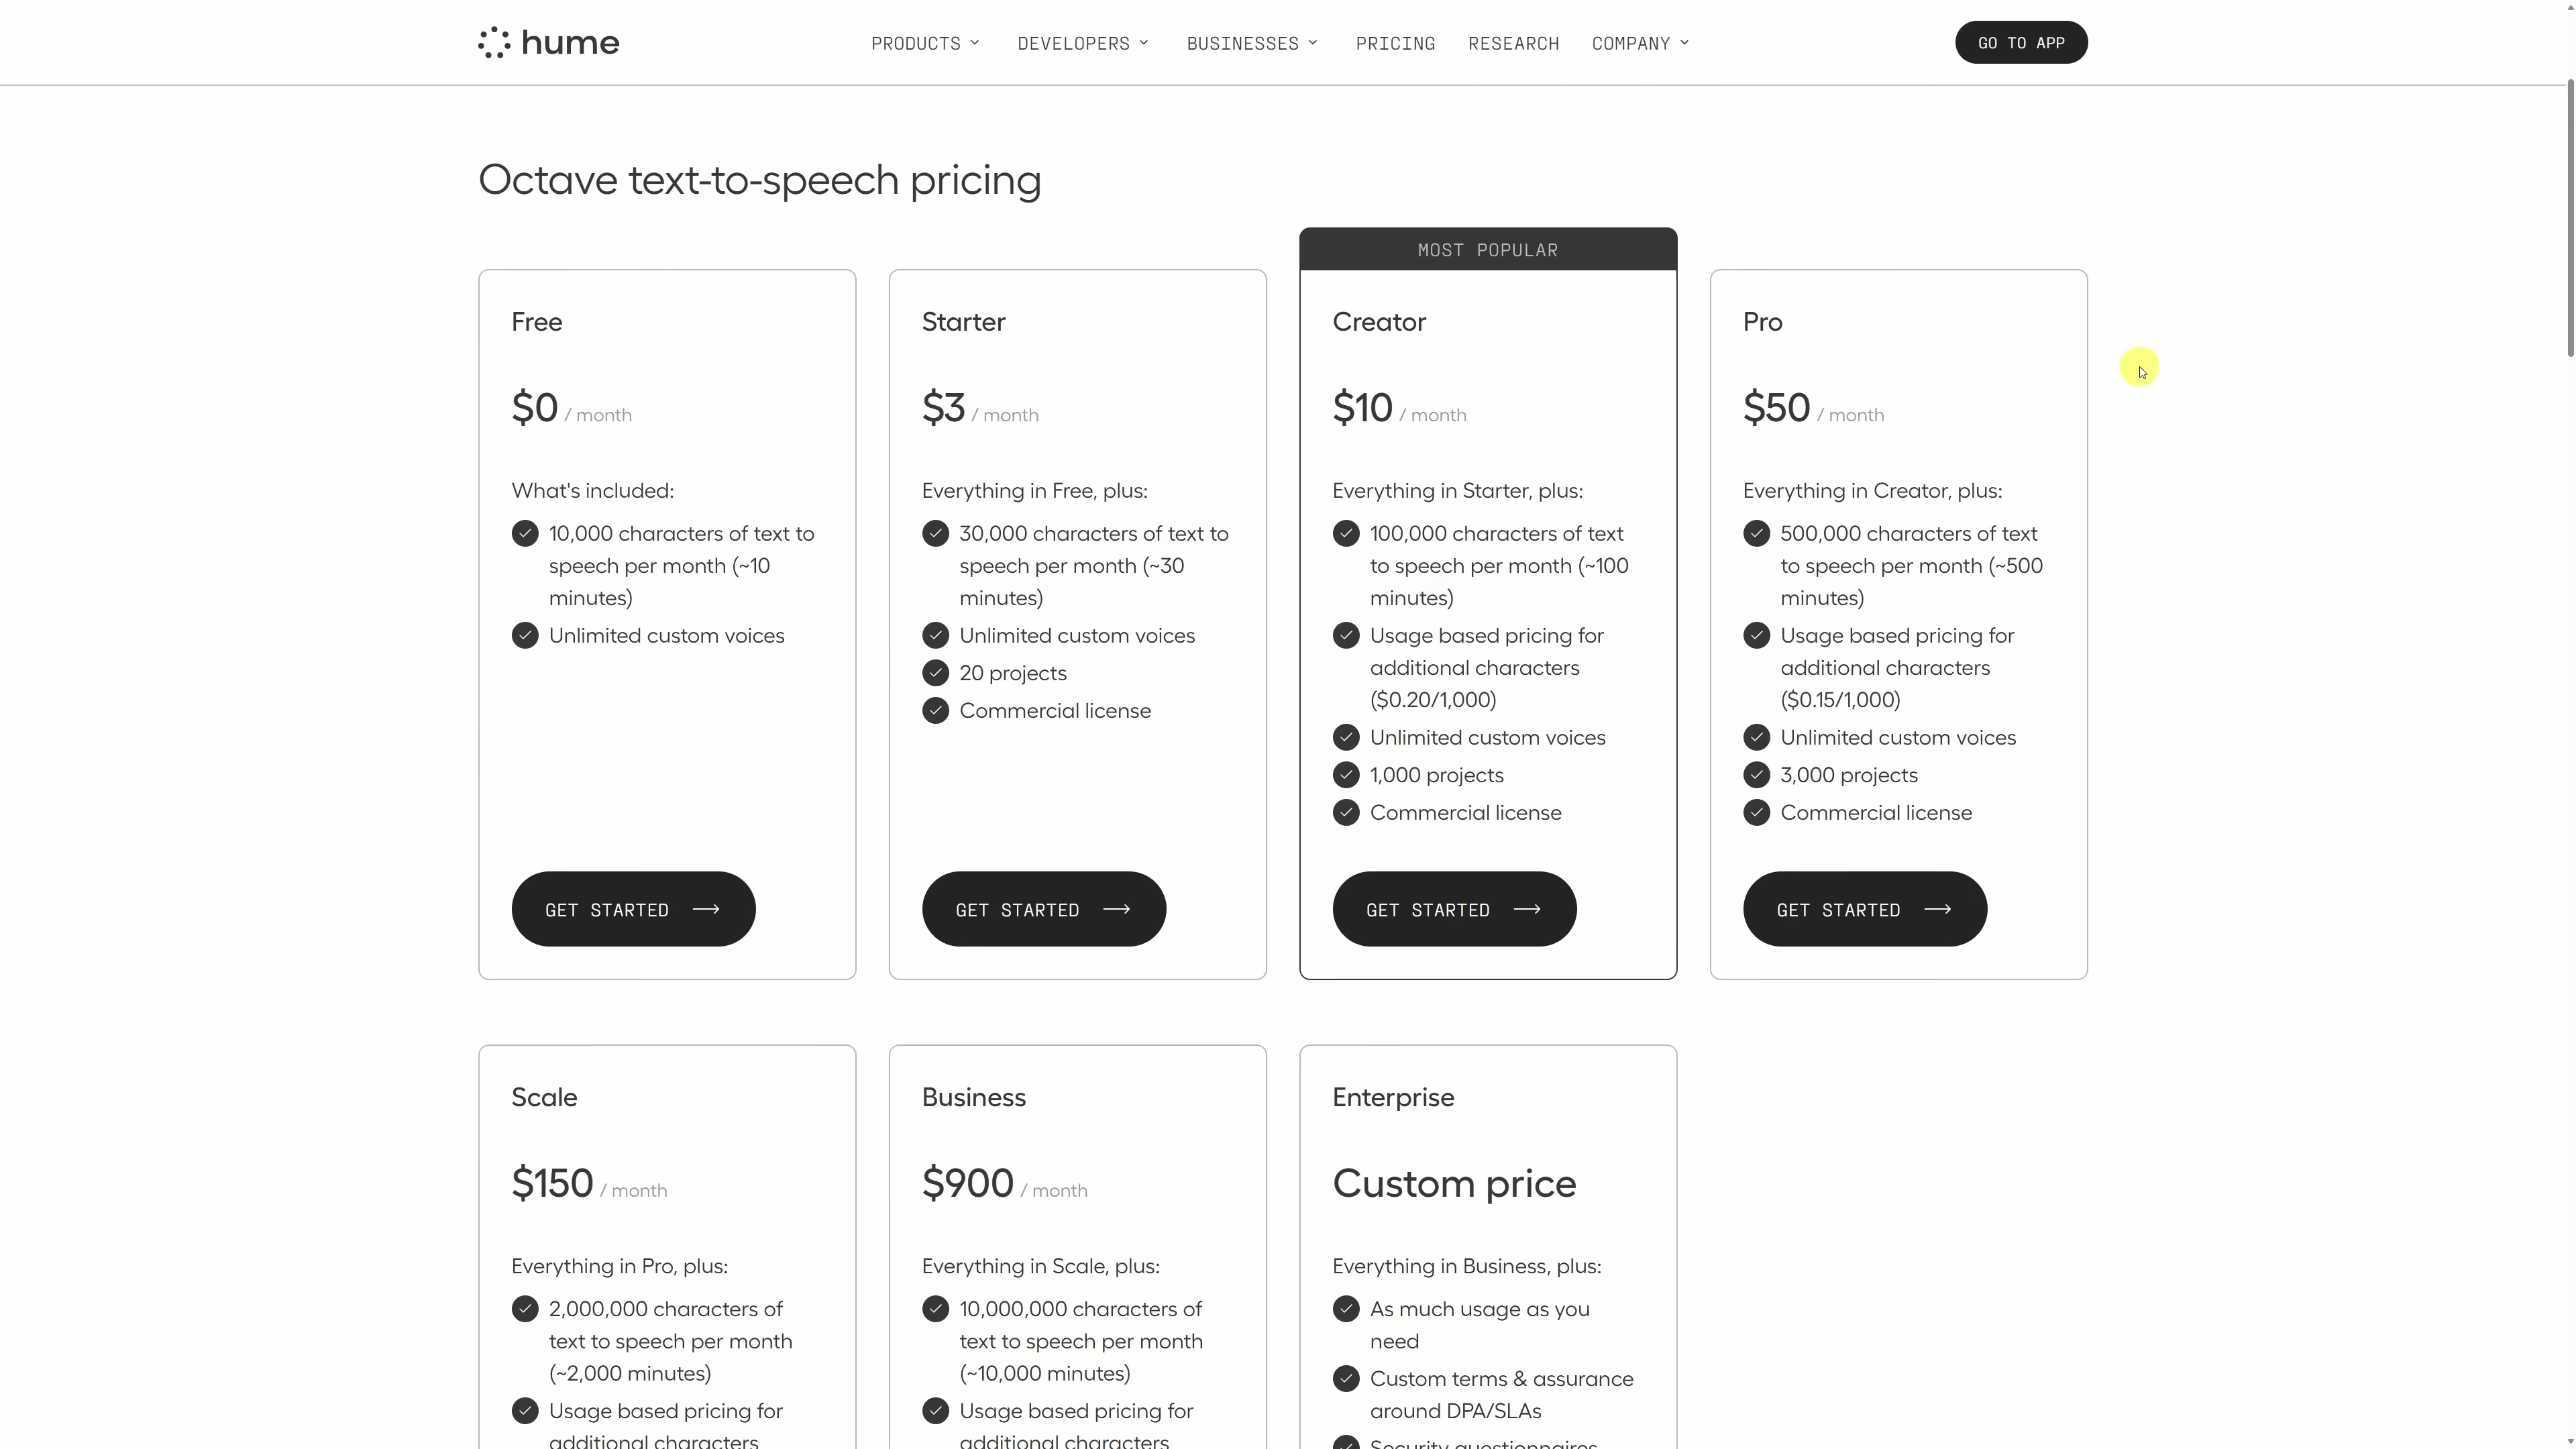 hume
PRODUCTS
DEVELOPERS
BUSINESSES
PRICING
RESEARCH
COMPANY
GO TO APP
Octave text-to-speech pricing
Free
$0 / month
What's included:
10,000 characters of text to
speech per month (~10
minutes)
Unlimited custom voices
GET STARTED
Starter
$3 / month
Everything in Free, plus:
30,000 characters of text to
speech per month (~30
minutes)
Unlimited custom voices
20 projects
Commercial license
GET STARTED
MOST POPULAR
Creator
$10 / month
Everything in Starter, plus:
100,000 characters of text
to speech per month (~100
minutes)
Usage based pricing for
additional characters
($0.20/1,000)
Unlimited custom voices
1,000 projects
Commercial license
GET STARTED
Pro
$50 / month
Everything in Creator, plus:
500,000 characters of text
to speech per month (~500
minutes)
Usage based pricing for
additional characters
($0.15/1,000)
Unlimited custom voices
3,000 projects
Commercial license
GET STARTED
Scale
$150 / month
Everything in Pro, plus:
2,000,000 characters of
text to speech per month
(~2,000 minutes)
Usage based pricing for
additional characters
Business
$900 / month
Everything in Scale, plus:
10,000,000 characters of
text to speech per month
(~10,000 minutes)
Usage based pricing for
additional characters
Enterprise
Custom price
Everything in Business, plus:
As much usage as you
need
Custom terms & assurance
around DPA/SLAs
Security questionnaires